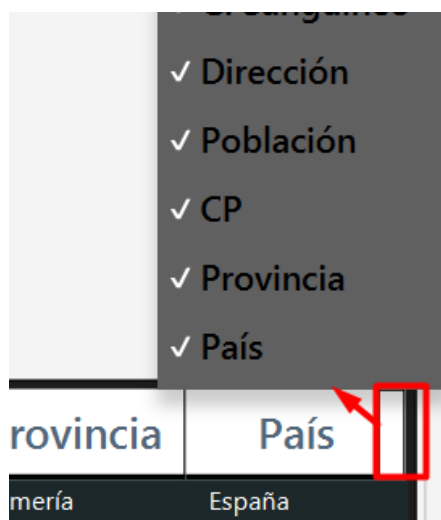 ✓ Dirección
✓ Población
✓ CP
✓ Provincia
✓ País
rovincia País
mería España